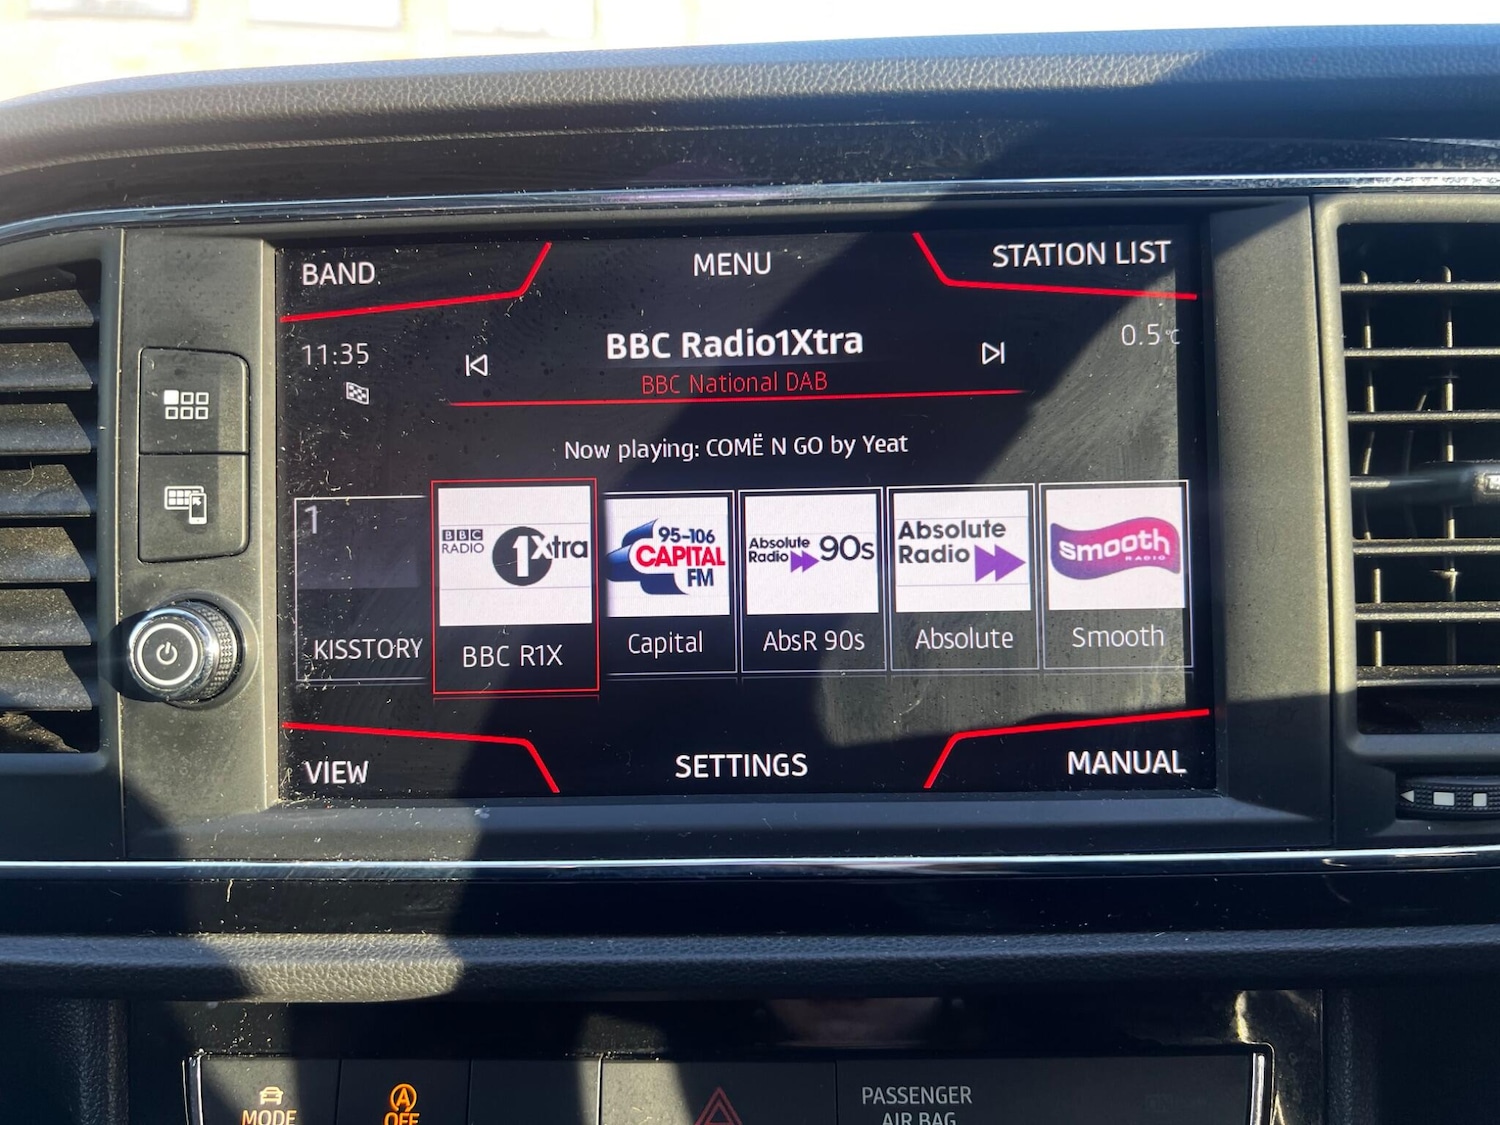 BAND
MENU
STATION LIST
11:35
BBC Radio1Xtra
0.5°C
BBC National DAB
Now playing: COMË N GO by Yeat
1
KISSTORY
BBC
RADIO
1Xtra
BBC R1X
95-106
CAPITAL
FM
Capital
Absolute
Radio
90s
AbsR 90s
Absolute
Radio
Absolute
smooth
RADIO
Smooth
VIEW
SETTINGS
MANUAL
MODE
A
OFF
PASSENGER
AIR BAG